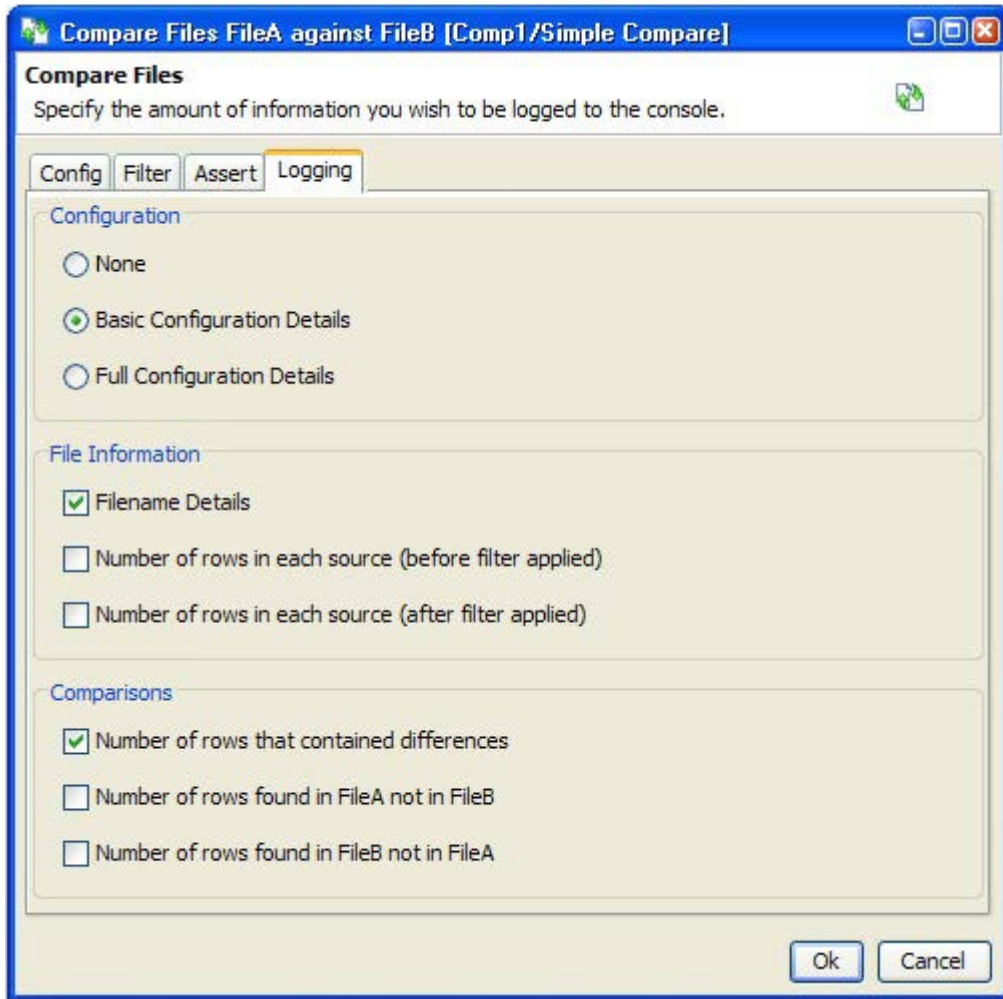 Compare Files FileA against FileB [Comp1/Simple Compare]
Compare Files
Specify the amount of information you wish to be logged to the console.
Config Filter Assert Logging
Configuration
None
Basic Configuration Details
Full Configuration Details
File Information
Filename Details
Number of rows in each source (before filter applied)
Number of rows in each source (after filter applied)
Comparisons
Number of rows that contained differences
Number of rows found in FileA not in FileB
Number of rows found in FileB not in FileA
Ok Cancel